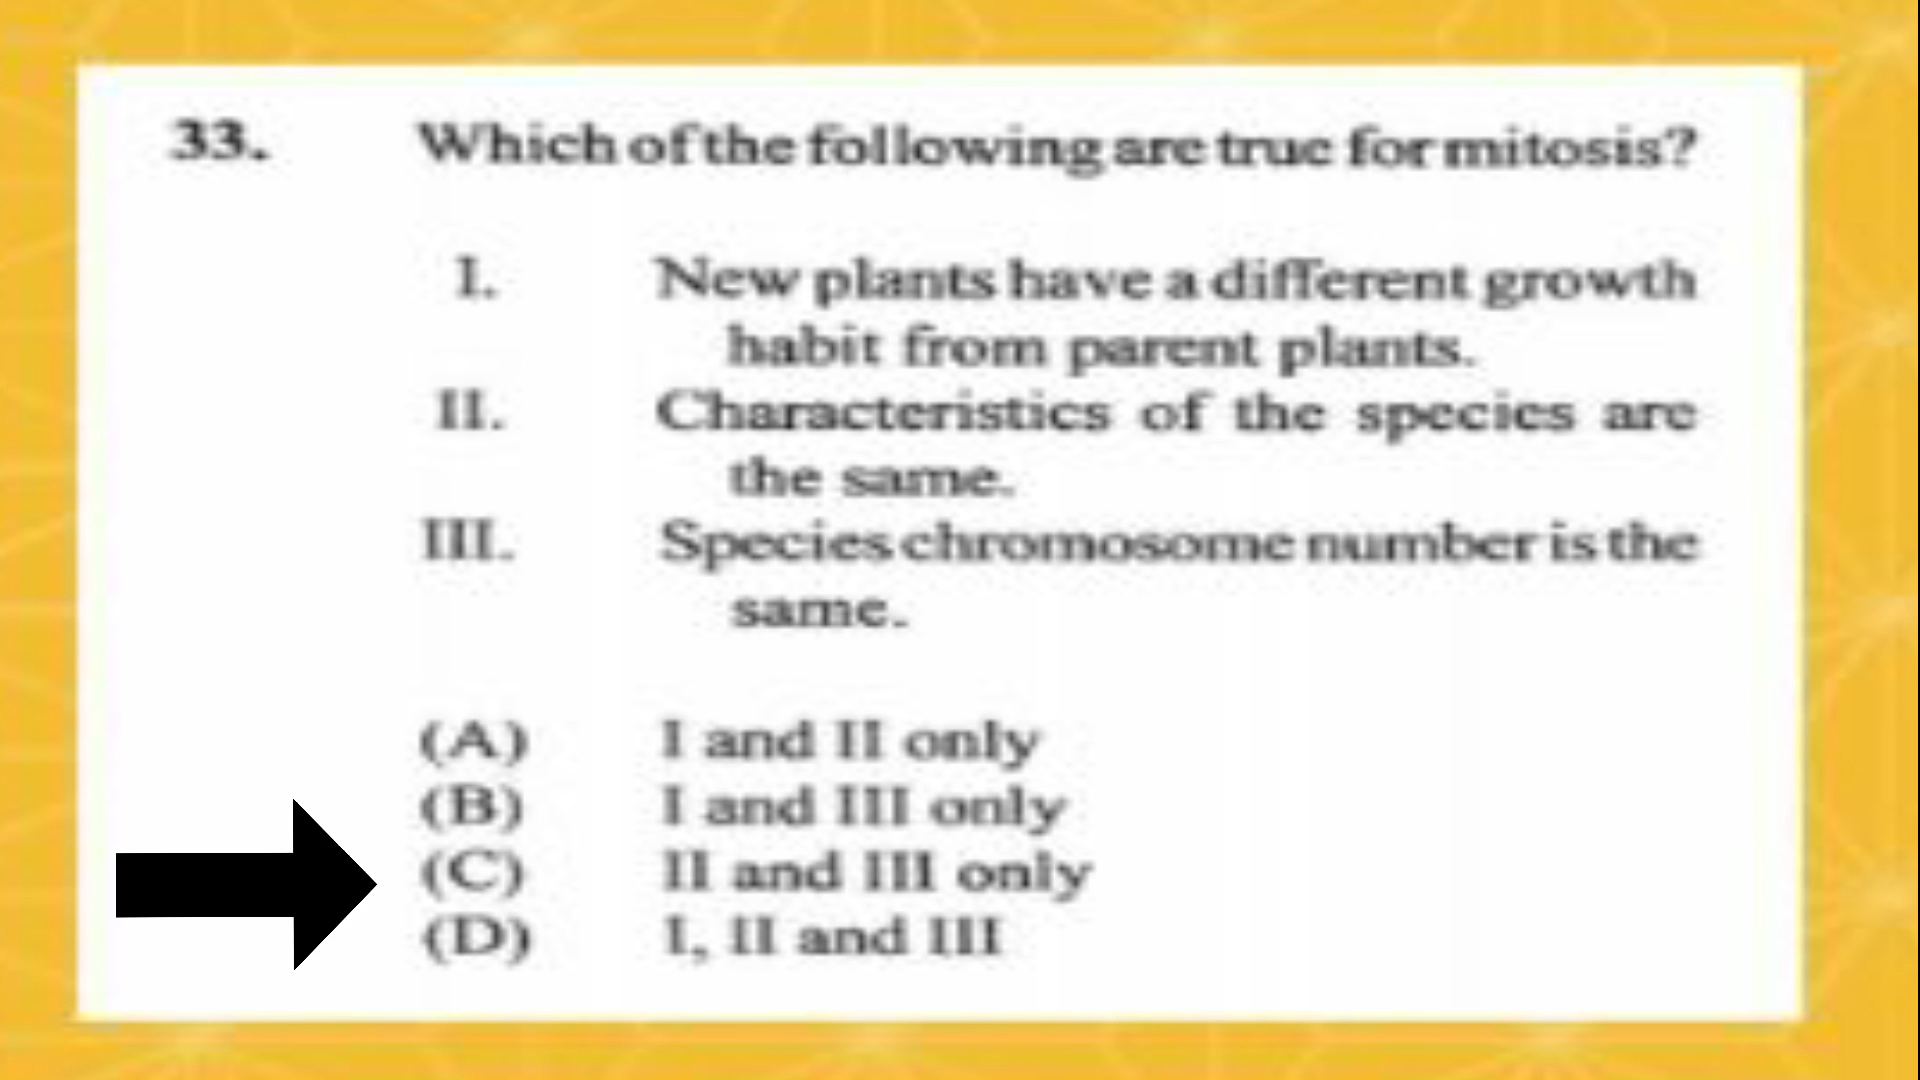 33. Which of the following are true for mitosis?
I. New plants have a different growth
habit from parent plants.
II. Characteristics of the species are
the same.
III. Species chromosome number is the
same.
(A) I and II only
(B) I and III only
(C) II and III only
(D) I, II and III